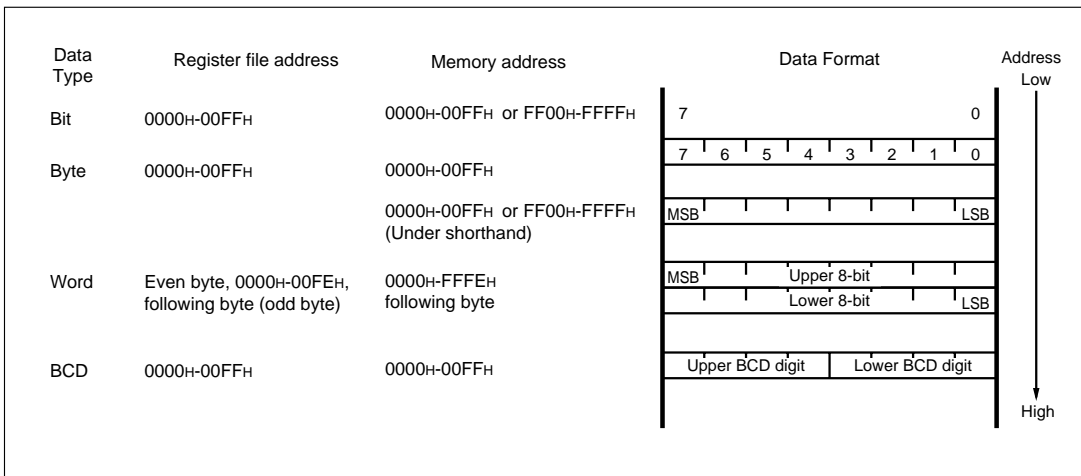 Data Type Register file address Memory address Data Format Address
Low
Bit 0000H-00FFH 0000H-00FFH or FF00H-FFFFH 7 0
7 6 5 4 3 2 1 0
Byte 0000H-00FFH 0000H-00FFH
0000H-00FFH or FF00H-FFFFH MSB LSB
(Under shorthand)
Word Even byte, 0000H-00FEH, 0000H-FFFEH MSB Upper 8-bit
following byte (odd byte) following byte Lower 8-bit LSB
BCD 0000H-00FFH 0000H-00FFH Upper BCD digit Lower BCD digit
High